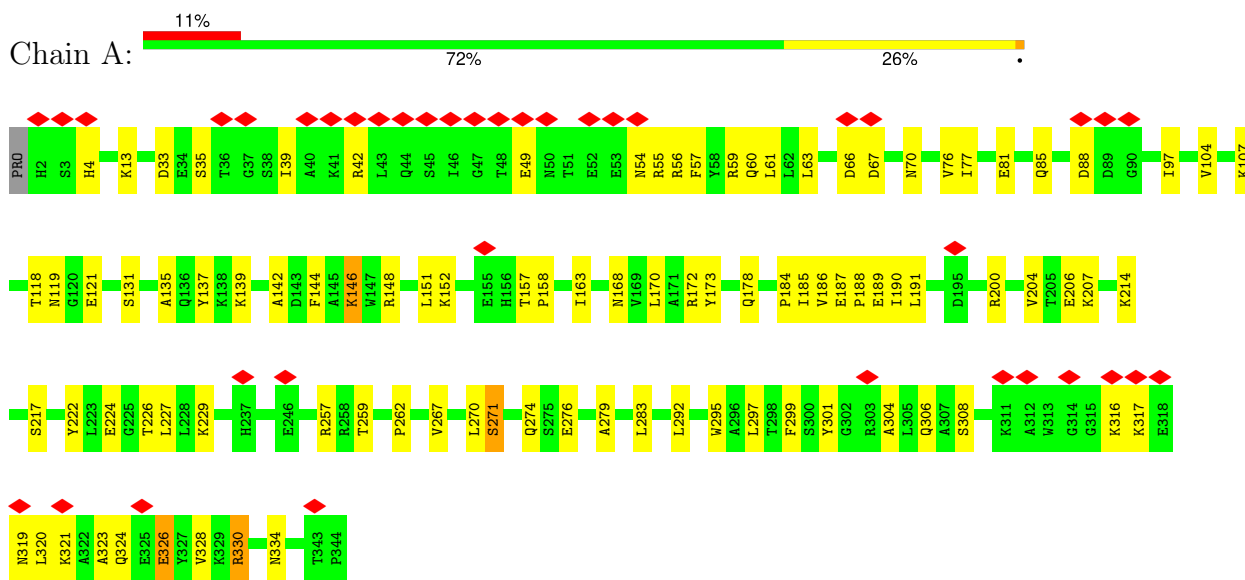 11%
Chain A:
72% 26% •
PRO H2 S3 H4 K13 D33 E34 S35 T36 G37 S38 I39 A40 K41 R42 L43 Q44 S45 I46 G47 T48 E49 N50 T51 E52 E53 N54 R55 R56 F57 Y58 R59 Q60 L61 L62 L63 D66 D67 N70 V76 I77 E81 Q85 D88 D89 G90 I97 V104 K107
T118 N119 G120 E121 S131 A135 Q136 Y137 K138 K139 A142 D143 F144 A145 K146 W147 R148 L151 K152 E155 H156 T157 P158 I163 N168 V169 L170 A171 R172 Y173 Q178 P184 I185 V186 E187 P188 E189 I190 L191 D195 R200 V204 T205 E206 K207 K214
S217 Y222 L223 E224 G225 T226 L227 L228 K229 H237 E246 R257 R258 T259 P262 V267 L270 S271 Q274 S275 E276 A279 L283 L292 W295 A296 L297 T298 F299 S300 Y301 G302 R303 A304 L305 Q306 A307 S308 K311 A312 W313 G314 G315 K316 K317 E318
N319 L320 K321 A322 A323 Q324 E325 E326 Y327 V328 K329 R330 N334 T343 P344